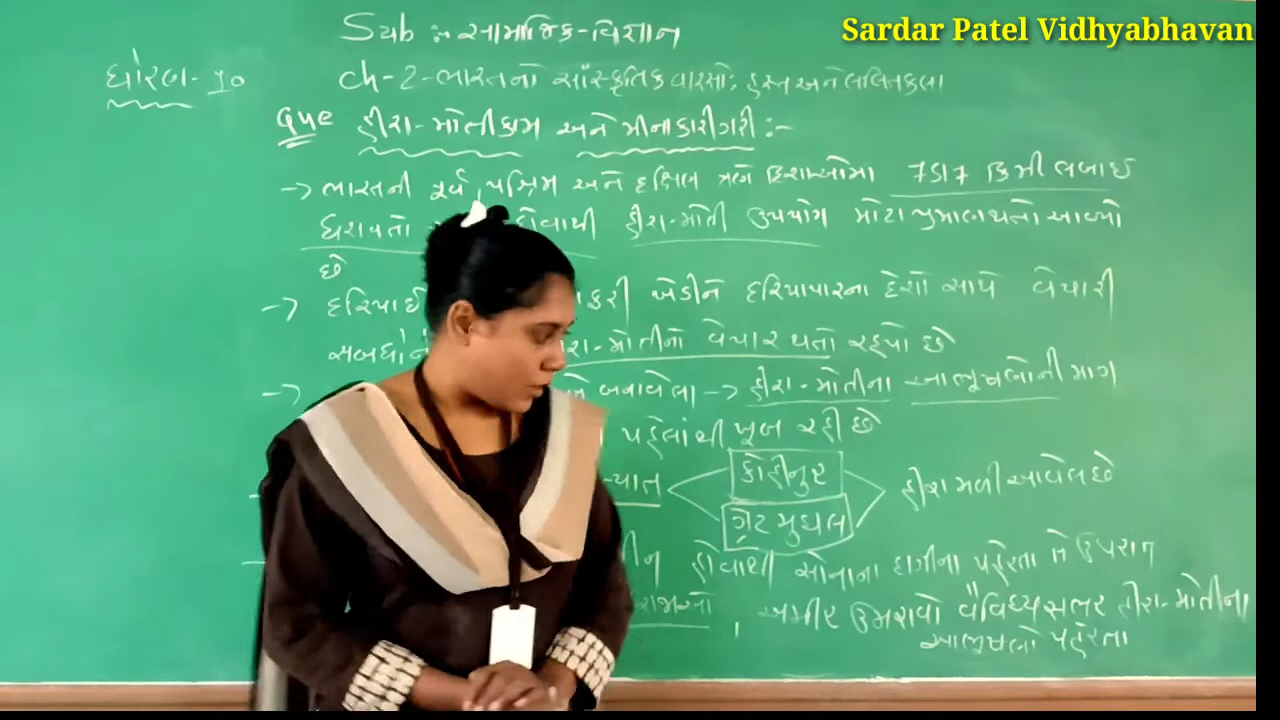 Sardar Patel Vidhyabhavan
Sub :- સામાજિક-વિજ્ઞાન
ધોરણ- 10
ch-2-ભારતનો સાંસ્કૃતિક વારસો: હસ્ત અને લલિતકલા
Que હીરા-મોતીકામ અને મીનાકારીગરી :-
-> ભારતની પૂર્વ, પશ્ચિમ અને દક્ષિણ ત્રણે દિશાઓમાં 7517 કિમી લંબાઈ
ધરાવતો હોવાથી હીરા-મોતી ઉપયોગ મોટા પ્રમાણ થતો આવ્યો
છે
-> દરિયાઈ ખેડીને દરિયાપારના દેશો સાથે વેપારી
હીરા-મોતીનો વેપાર થતો રહ્યો છે
-> બનાવેલા -> હીરા-મોતીના આભૂષણોની માંગ
પહેલાંથી ખૂબ રહી છે
કોહીનુર
ગ્રેટ મુઘલ
હીરા મળી આવેલ છે
હોવાથી સોનાના દાગીના પહેરતા તે ઉપરાંત
, અમીર ઉમરાવો વૈવિધ્યસભર હીરા-મોતીના
આભૂષણો પહેરતા